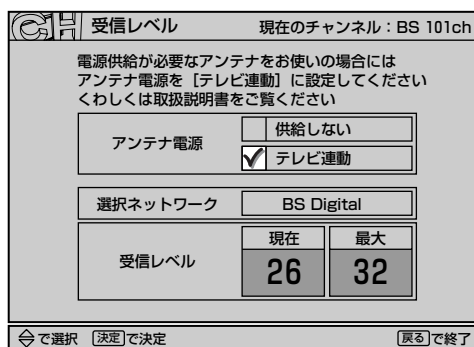 CH 受信レベル 現在のチャンネル：BS 101ch
電源供給が必要なアンテナをお使いの場合には
アンテナ電源を［テレビ連動］に設定してください
くわしくは取扱説明書をご覧ください
アンテナ電源
供給しない
テレビ連動
選択ネットワーク BS Digital
受信レベル
現在 最大
26 32
で選択 決定で決定 戻るで終了